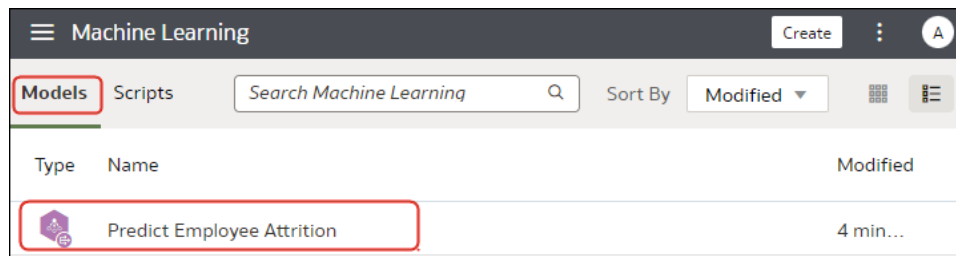 Machine Learning Create A
Models Scripts Search Machine Learning Sort By Modified
Type Name Modified
Predict Employee Attrition 4 min...